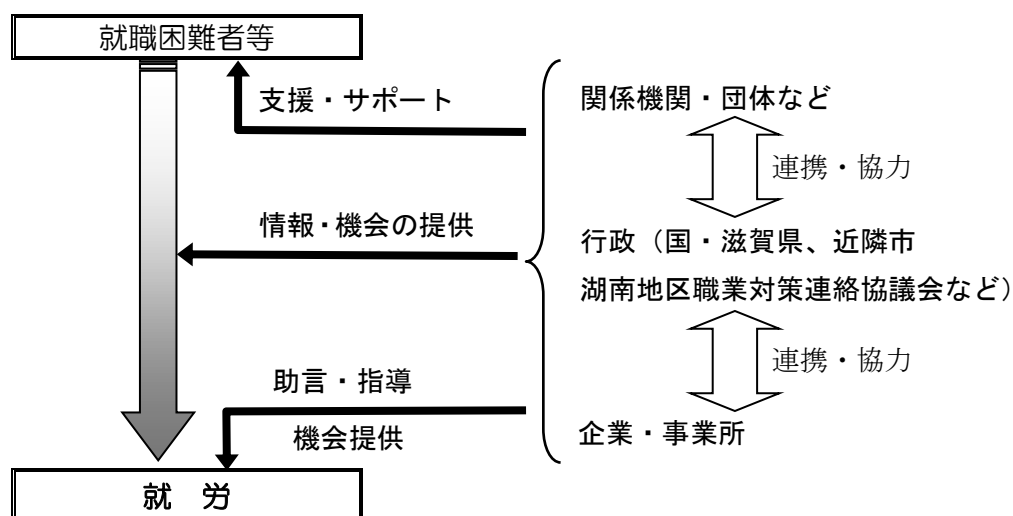 就職困難者等
支援・サポート
関係機関・団体など
連携・協力
情報・機会の提供
行政（国・滋賀県、近隣市
湖南地区職業対策連絡協議会など）
連携・協力
助言・指導
機会提供
企業・事業所
就　労